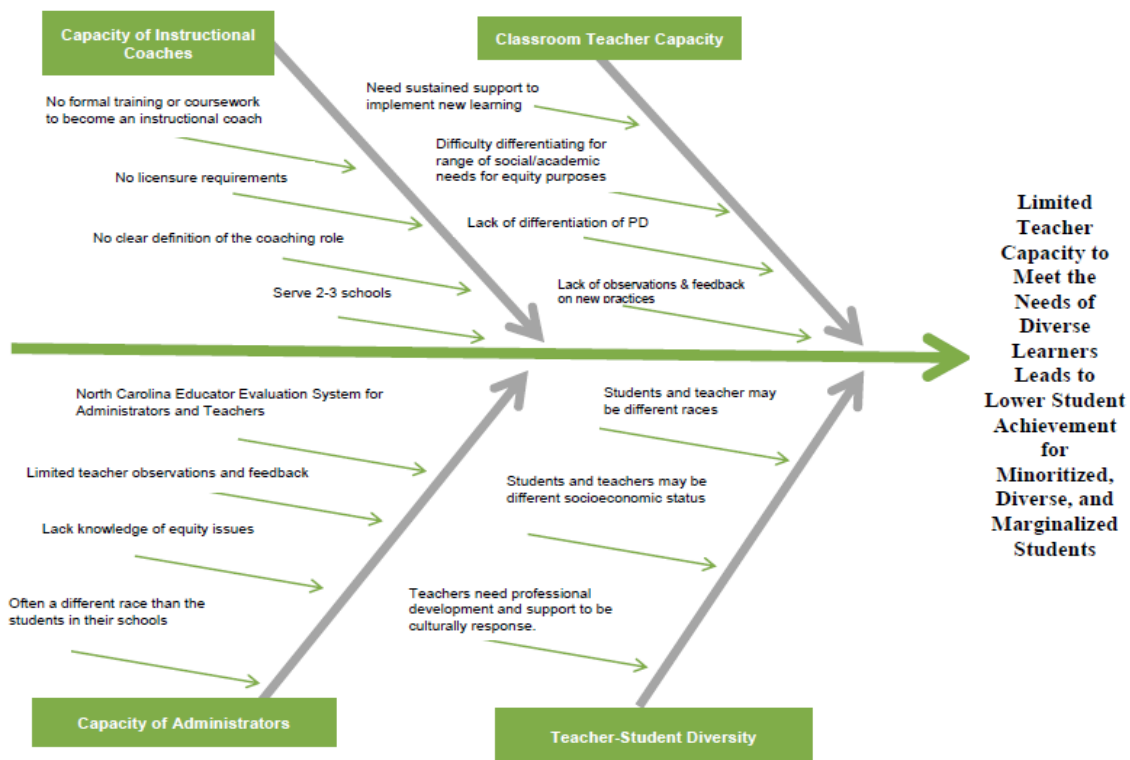 Capacity of Instructional
Coaches
No formal training or coursework
to become an instructional coach
No licensure requirements
No clear definition of the coaching role
Serve 2-3 schools
Classroom Teacher Capacity
Need sustained support to
implement new learning
Difficulty differentiating for
range of social/academic
needs for equity purposes
Lack of differentiation of PD
Lack of observations & feedback
on new practices
North Carolina Educator Evaluation System for
Administrators and Teachers
Limited teacher observations and feedback
Lack knowledge of equity issues
Often a different race than the
students in their schools
Capacity of Administrators
Students and teacher may
be different races
Students and teachers may be
different socioeconomic status
Teachers need professional
development and support to be
culturally response.
Teacher-Student Diversity
Limited
Teacher
Capacity to
Meet the
Needs of
Diverse
Learners
Leads to
Lower Student
Achievement
for
Minoritized,
Diverse, and
Marginalized
Students